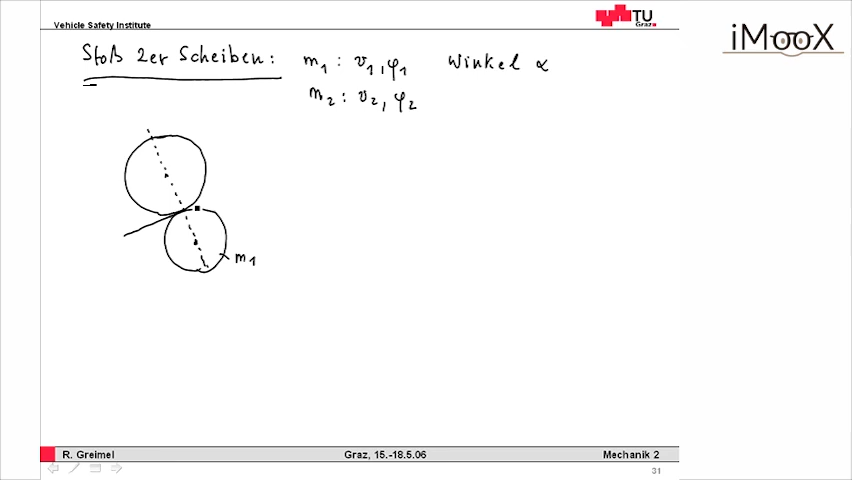 Vehicle Safety Institute
TU
Graz
iMooX
Stoß 2er Scheiben: m1 : v1, φ1 Winkel α
m2 : v2, φ2
m1
R. Greimel Graz, 15.-18.5.06 Mechanik 2
31